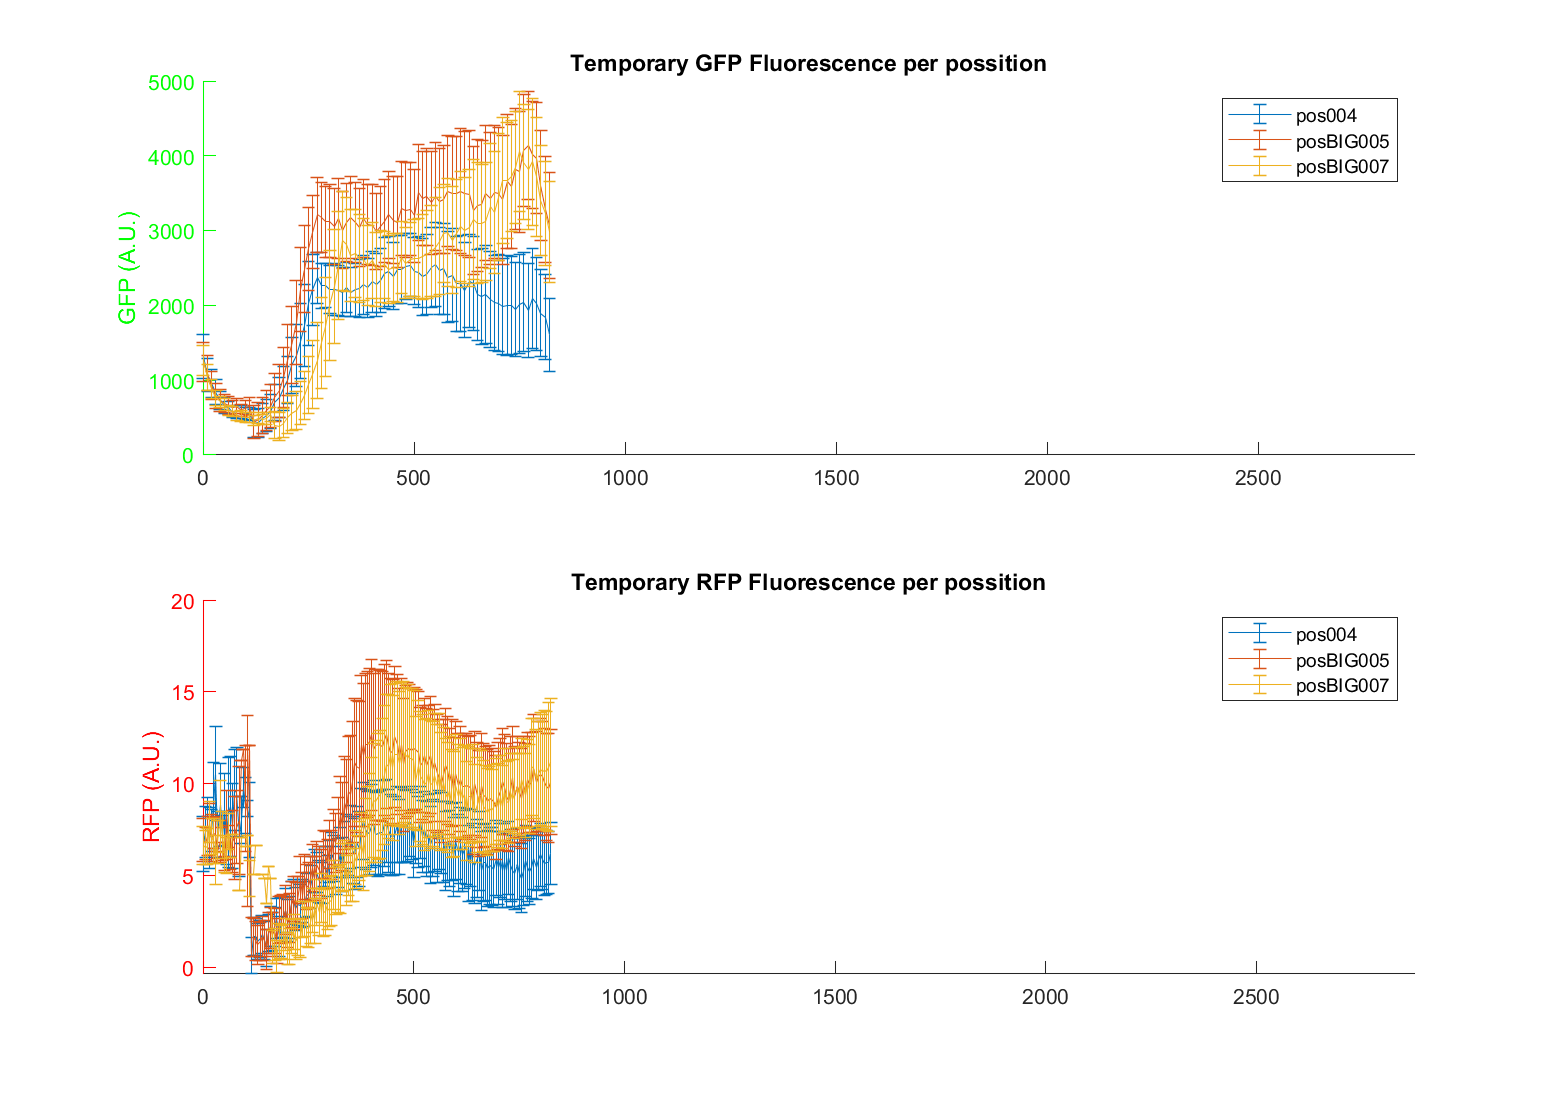 Temporary GFP Fluorescence per possition
5000
4000
3000
2000
1000
0
GFP (A.U.)
0 500 1000 1500 2000 2500
pos004
posBIG005
posBIG007
Temporary RFP Fluorescence per possition
20
15
10
5
0
RFP (A.U.)
0 500 1000 1500 2000 2500
pos004
posBIG005
posBIG007